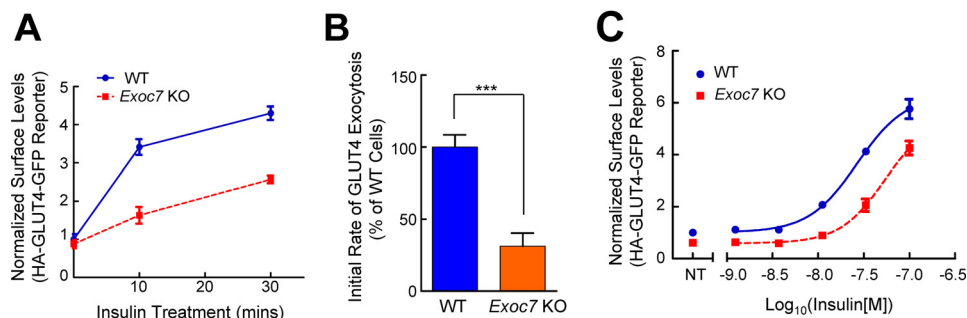 A
WT
Exoc7 KO
Normalized Surface Levels
(HA-GLUT4-GFP Reporter)
5
4
3
2
1
0
0
10
20
30
Insulin Treatment (mins)
B
Initial Rate of GLUT4 Exocytosis
(% of WT Cells)
150
100
50
0
***
WT
Exoc7 KO
C
WT
Exoc7 KO
Normalized Surface Levels
(HA-GLUT4-GFP Reporter)
8
6
4
2
0
NT
-9.0
-8.5
-8.0
-7.5
-7.0
-6.5
Log10(Insulin[M])